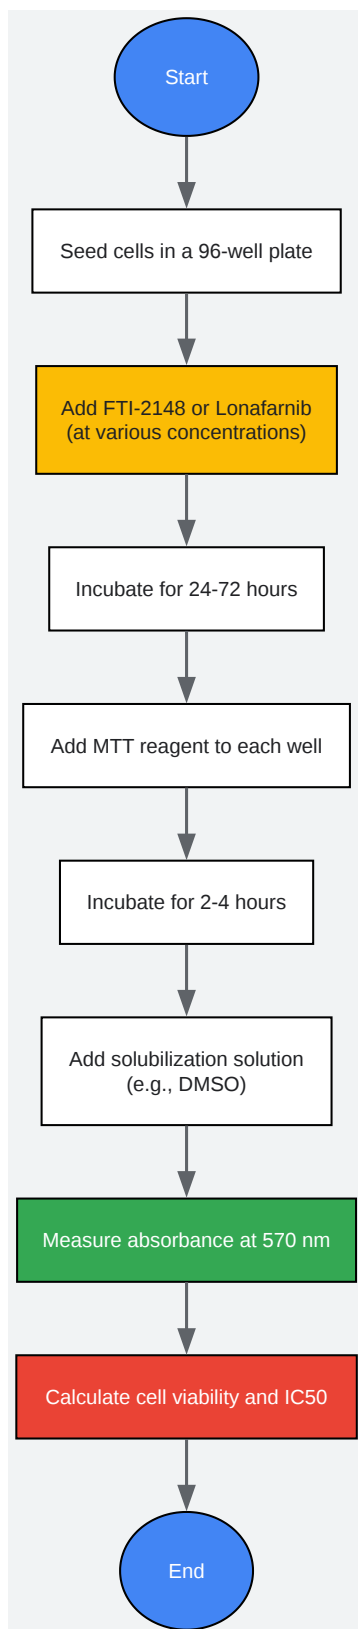 Start
Seed cells in a 96-well plate
Add FTI-2148 or Lonafarnib
(at various concentrations)
Incubate for 24-72 hours
Add MTT reagent to each well
Incubate for 2-4 hours
Add solubilization solution
(e.g., DMSO)
Measure absorbance at 570 nm
Calculate cell viability and IC50
End